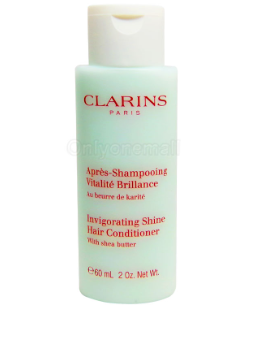 CLARINS
PARIS
Après-Shampooing
Vitalité Brillance
au beurre de karité
Invigorating Shine
Hair Conditioner
With shea butter
℮60 mL 2 Oz. Net Wt.